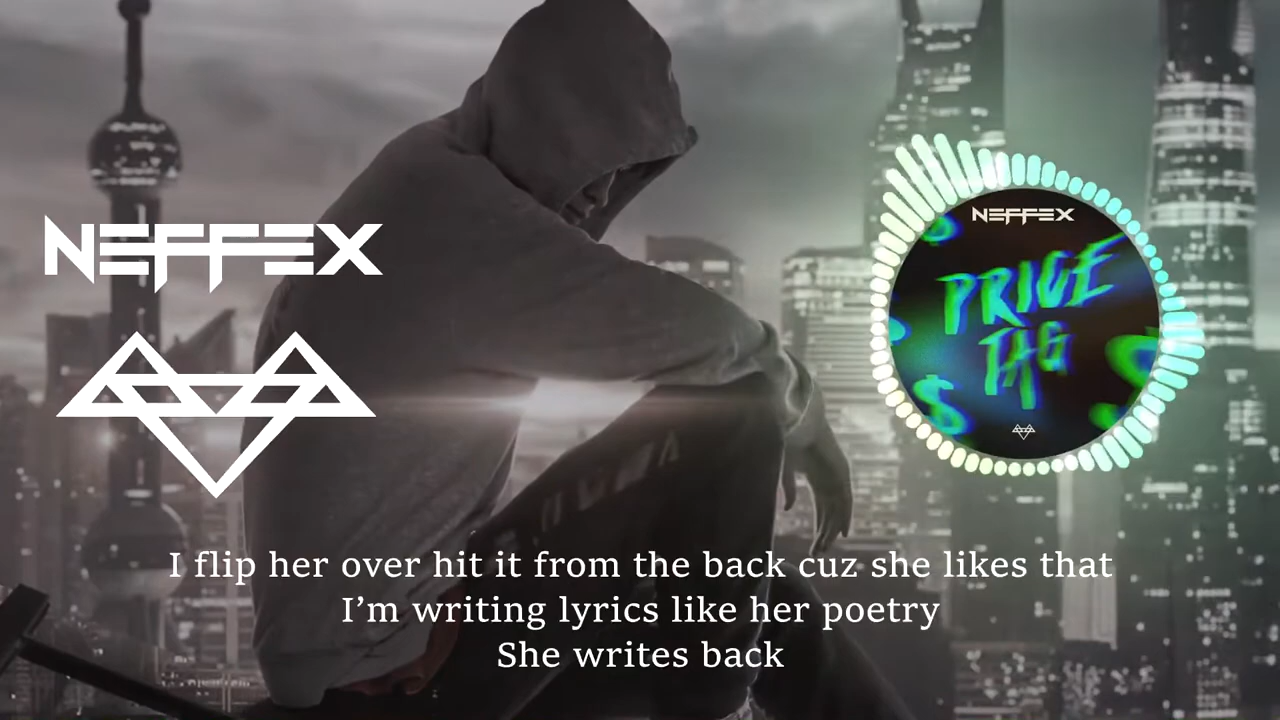 NEFFEX
NEFFEX
PRICE
TAG
I flip her over hit it from the back cuz she likes that
I’m writing lyrics like her poetry
She writes back